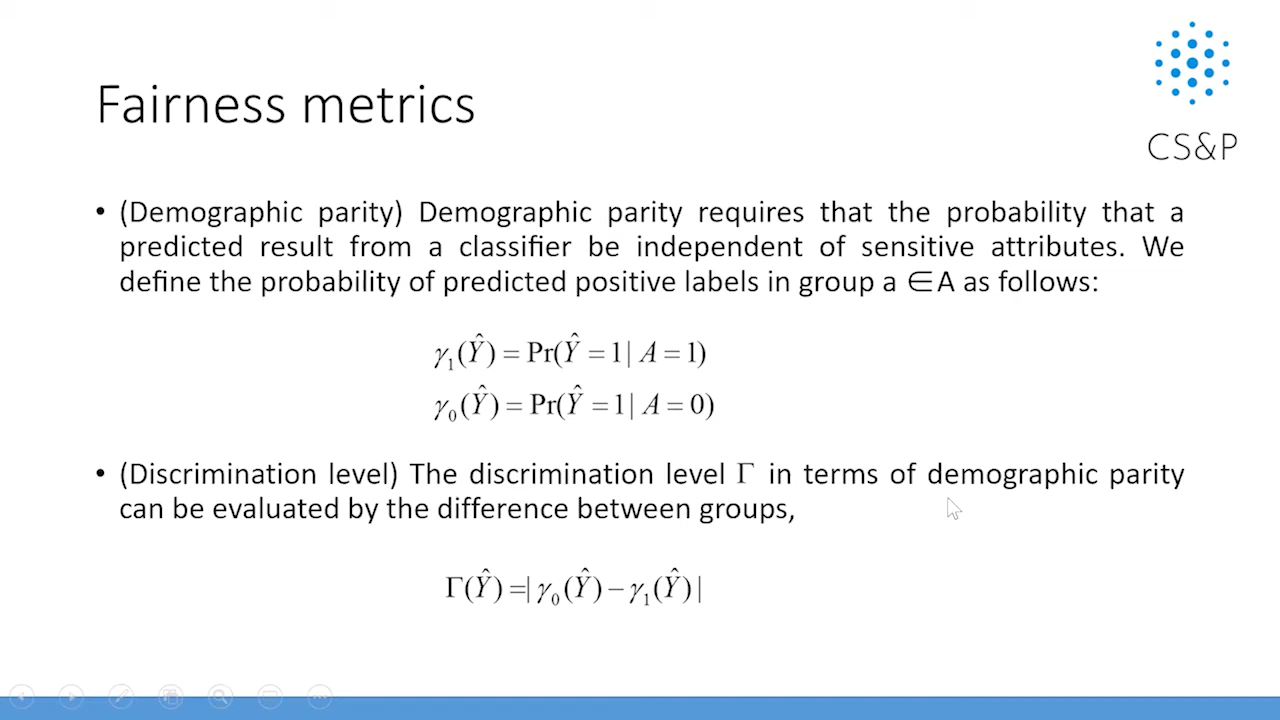 CS&P
Fairness metrics
• (Demographic parity) Demographic parity requires that the probability that a
predicted result from a classifier be independent of sensitive attributes. We
define the probability of predicted positive labels in group a ∈A as follows:
γ₁(Ŷ) = Pr(Ŷ = 1 | A = 1)
γ₀(Ŷ) = Pr(Ŷ = 1 | A = 0)
• (Discrimination level) The discrimination level Γ in terms of demographic parity
can be evaluated by the difference between groups,
Γ(Ŷ) =| γ₀(Ŷ) − γ₁(Ŷ) |